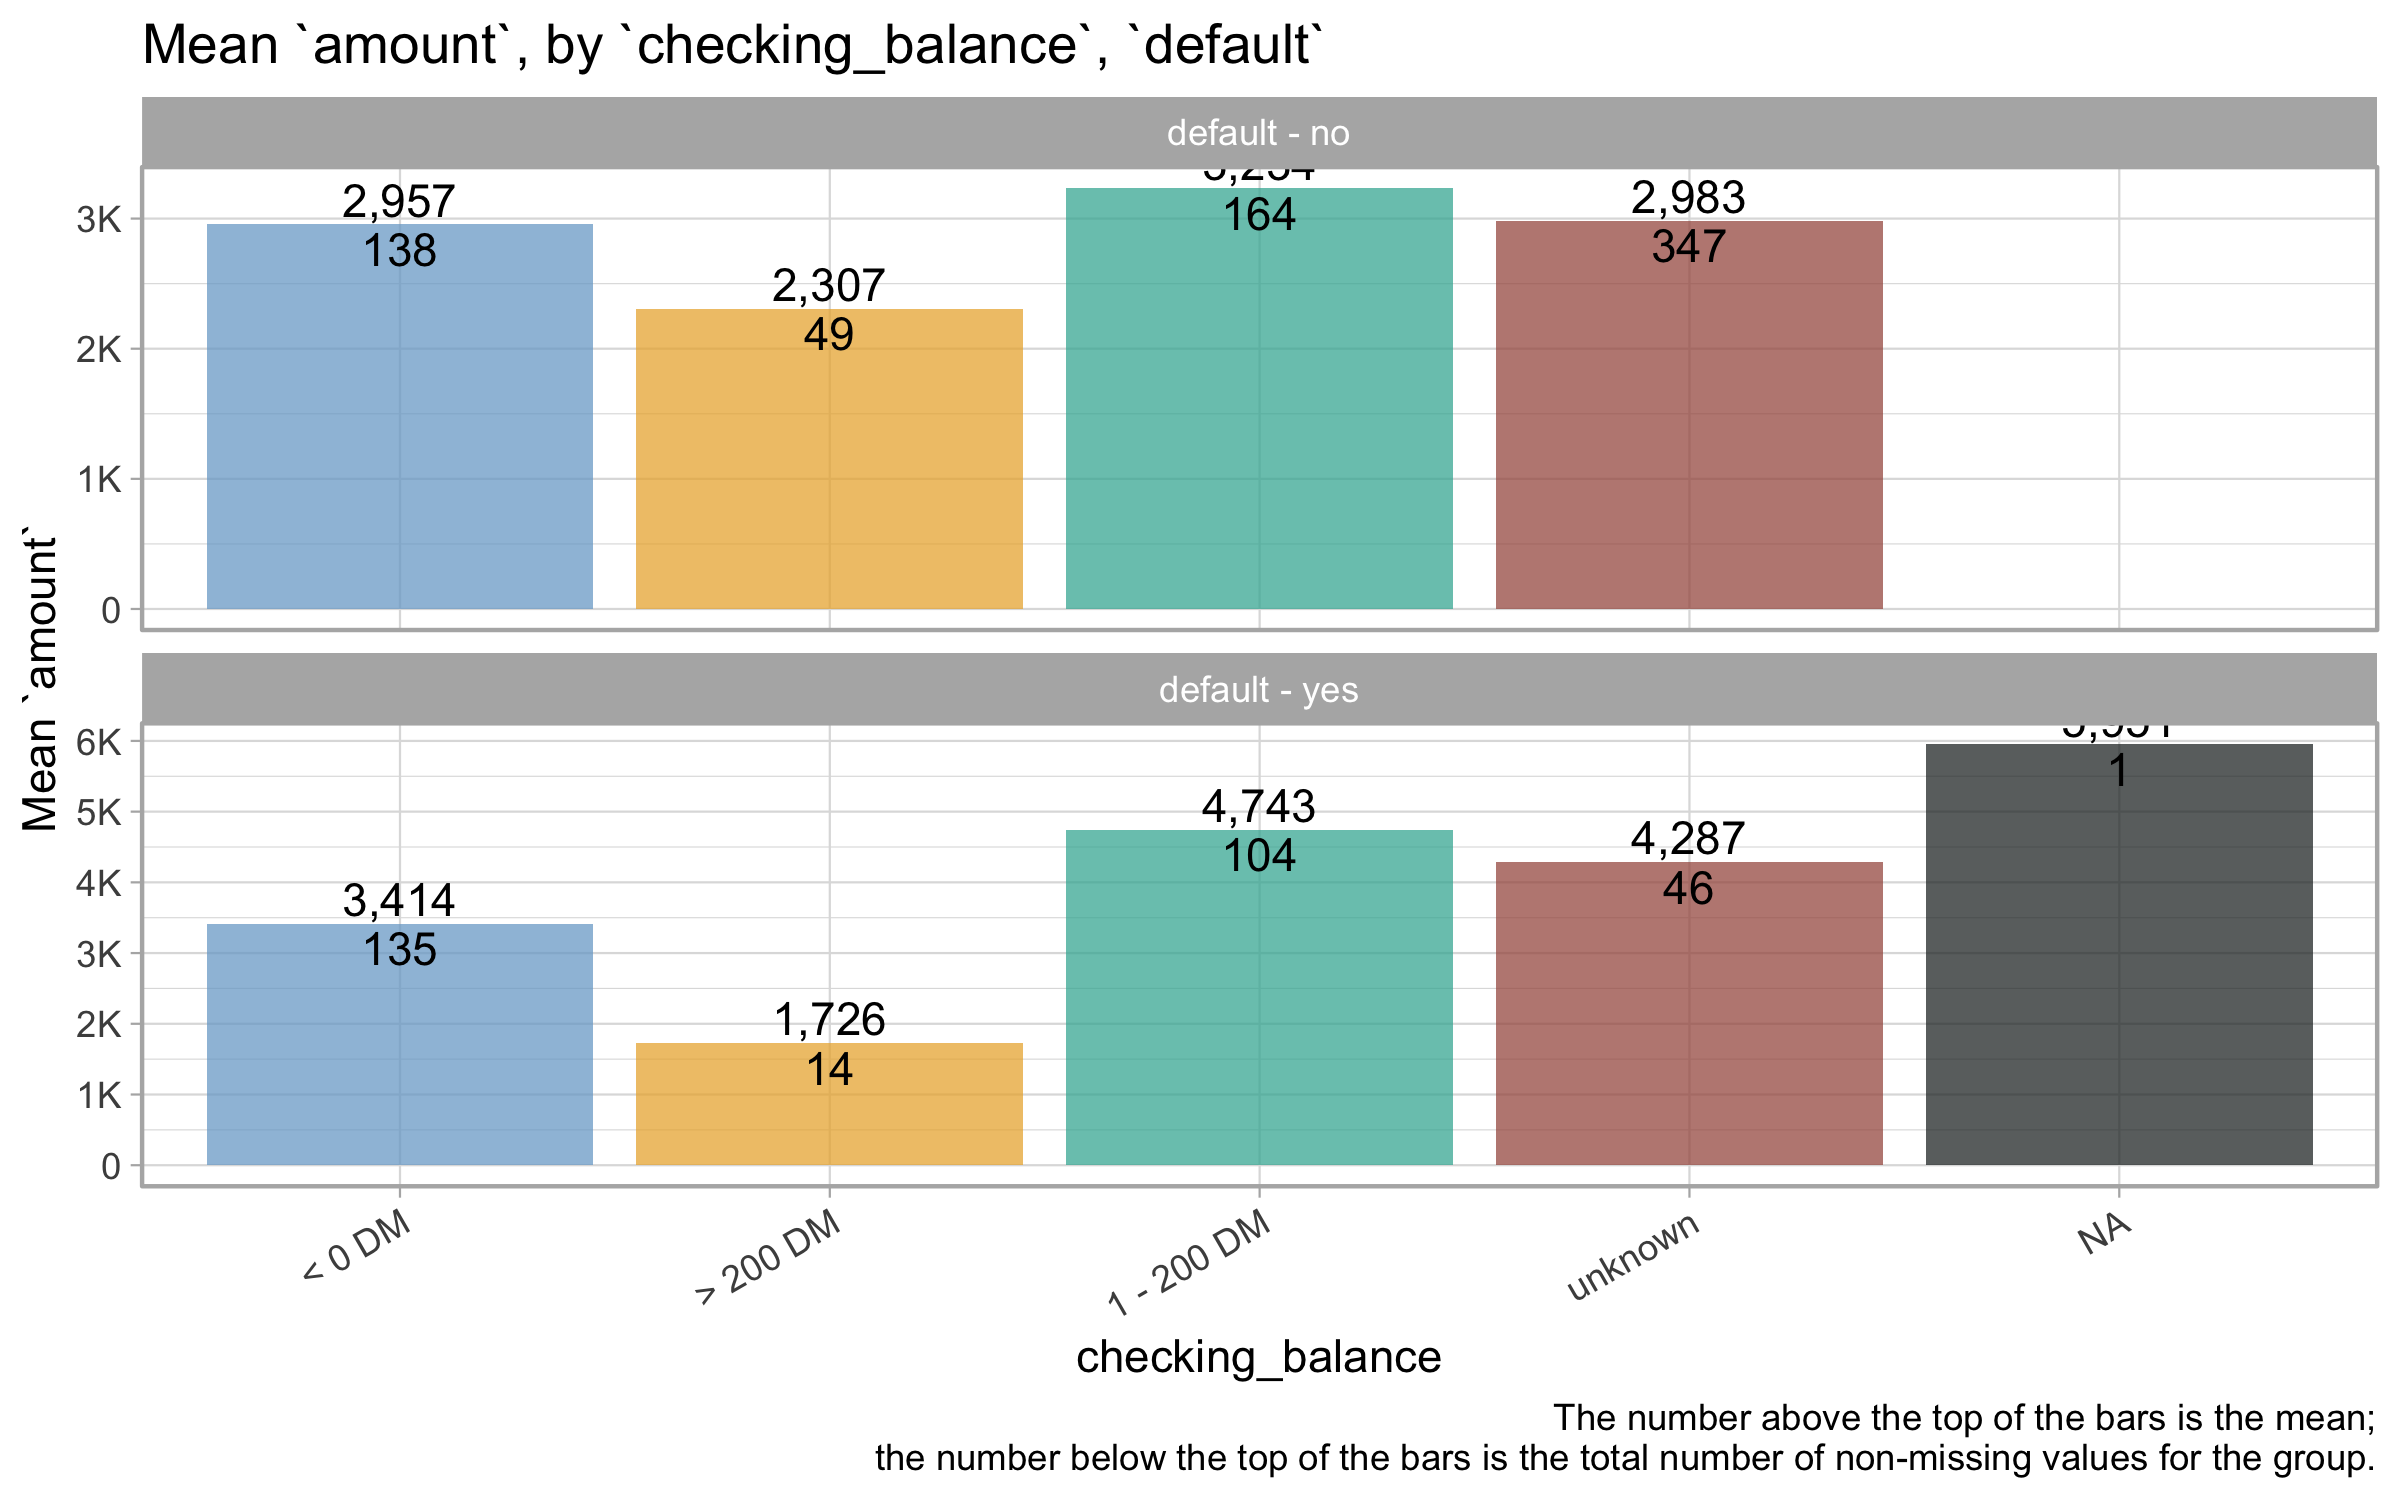 Mean `amount`, by `checking_balance`, `default`
default - no
2,957
138
2,307
49
164
2,983
347
3K
2K
1K
0
Mean `amount`
default - yes
6K
5K
4K
3K
2K
1K
0
3,414
135
1,726
14
4,743
104
4,287
46
1
< 0 DM
> 200 DM
1 - 200 DM
unknown
NA
checking_balance
The number above the top of the bars is the mean;
the number below the top of the bars is the total number of non-missing values for the group.